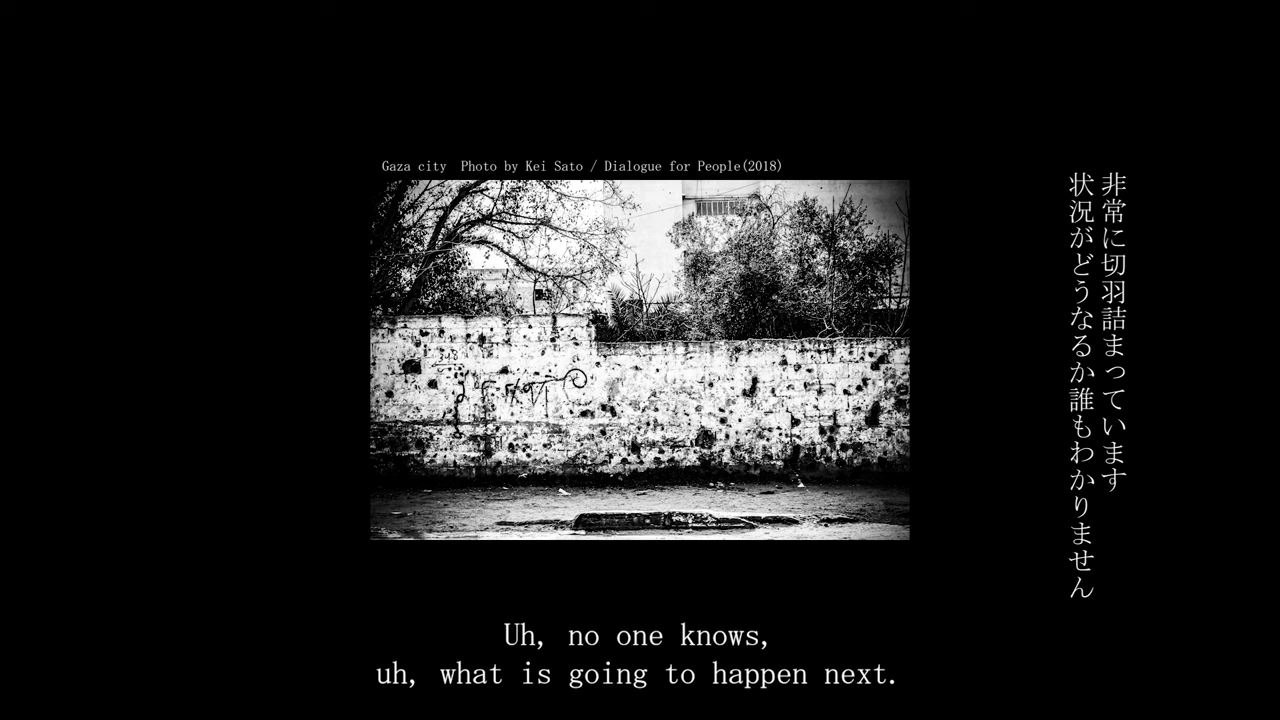 Gaza city  Photo by Kei Sato / Dialogue for People(2018)
非常に切羽詰まっています
状況がどうなるか誰もわかりません
Uh, no one knows,
uh, what is going to happen next.